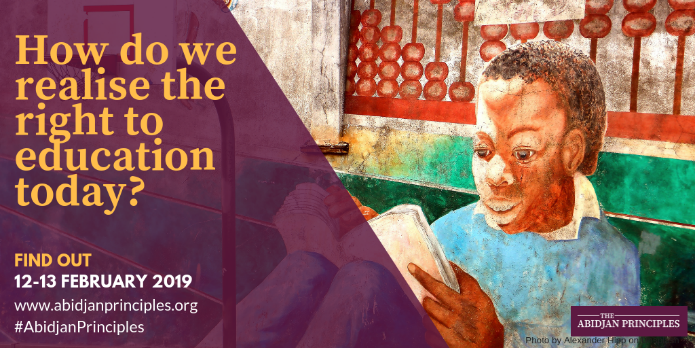 How do we
realise the
right to
education
today?
FIND OUT
12-13 FEBRUARY 2019
www.abidjanprinciples.org
#AbidjanPrinciples
THE
ABIDJAN PRINCIPLES
Photo by Alexander Hipp on